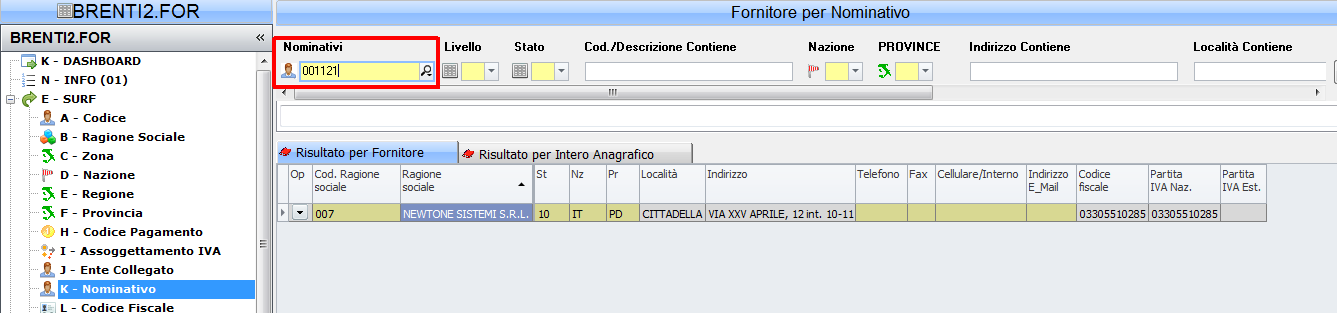 BRENTI2.FOR
BRENTI2.FOR «
K - DASHBOARD
N - INFO (01)
E - SURF
A - Codice
B - Ragione Sociale
C - Zona
D - Nazione
E - Regione
F - Provincia
H - Codice Pagamento
I - Assoggettamento IVA
J - Ente Collegato
K - Nominativo
L - Codice Fiscale
Fornitore per Nominativo
Nominativi Livello Stato Cod./Descrizione Contiene Nazione PROVINCE Indirizzo Contiene Località Contiene
001121
Risultato per Fornitore Risultato per Intero Anagrafico
Op Cod. Ragione sociale Ragione sociale St Nz Pr Località Indirizzo Telefono Fax Cellulare/Interno Indirizzo E_Mail Codice fiscale Partita IVA Naz. Partita IVA Est.
007 NEWTONE SISTEMI S.R.L. 10 IT PD CITTADELLA VIA XXV APRILE, 12 int. 10-11 03305510285 03305510285